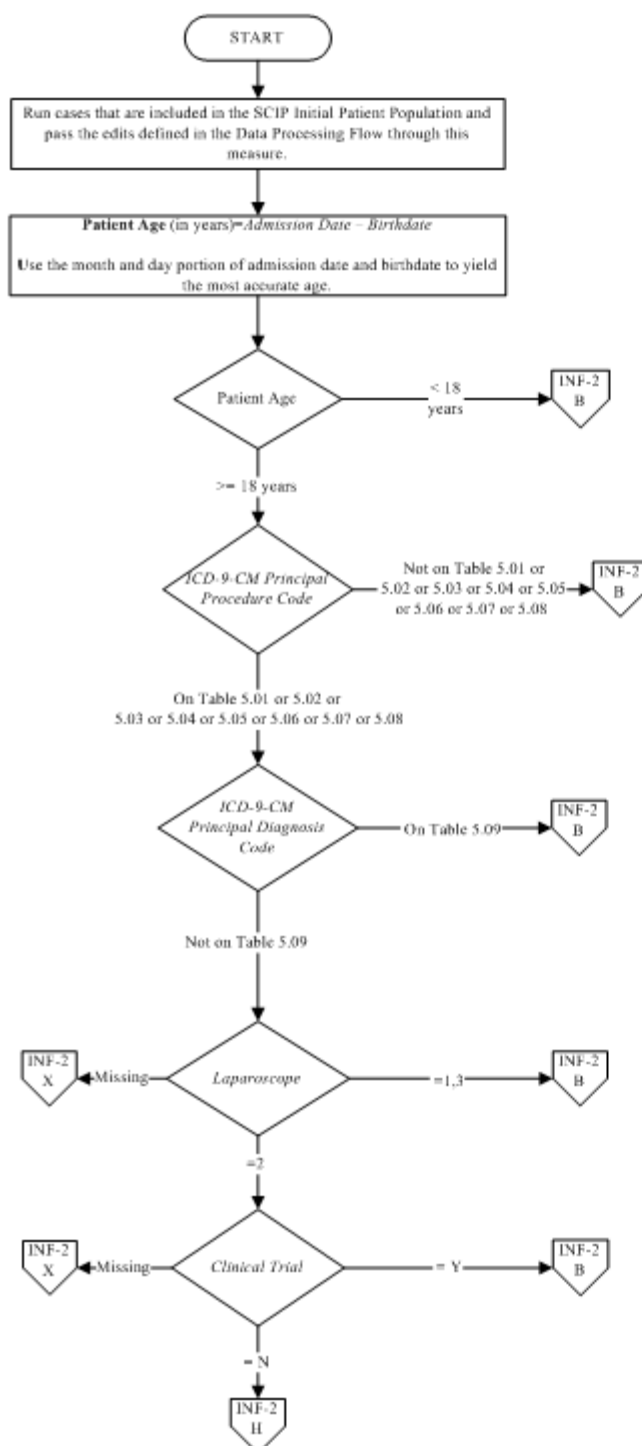 START
Run cases that are included in the SCIP Initial Patient Population and
pass the edits defined in the Data Processing Flow through this
measure.
Patient Age (in years)=Admission Date – Birthdate
Use the month and day portion of admission date and birthdate to yield
the most accurate age.
Patient Age
< 18
years
INF-2
B
>= 18 years
ICD-9-CM Principal
Procedure Code
Not on Table 5.01 or
5.02 or 5.03 or 5.04 or 5.05
or 5.06 or 5.07 or 5.08
INF-2
B
On Table 5.01 or 5.02 or
5.03 or 5.04 or 5.05 or 5.06 or 5.07 or 5.08
ICD-9-CM
Principal Diagnosis
Code
On Table 5.09
INF-2
B
Not on Table 5.09
INF-2
X
Missing
Laparoscope
=1,3
INF-2
B
=2
INF-2
X
Missing
Clinical Trial
= Y
INF-2
B
= N
INF-2
H